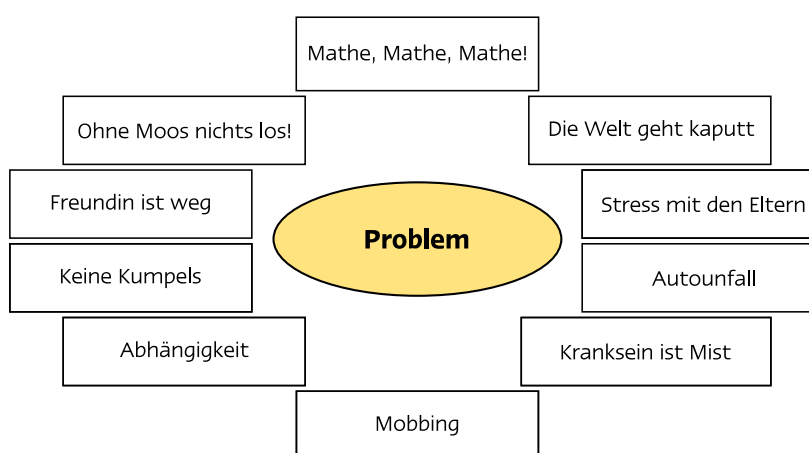 Mathe, Mathe, Mathe!
Ohne Moos nichts los!
Die Welt geht kaputt
Freundin ist weg
Stress mit den Eltern
Problem
Keine Kumpels
Autounfall
Abhängigkeit
Kranksein ist Mist
Mobbing